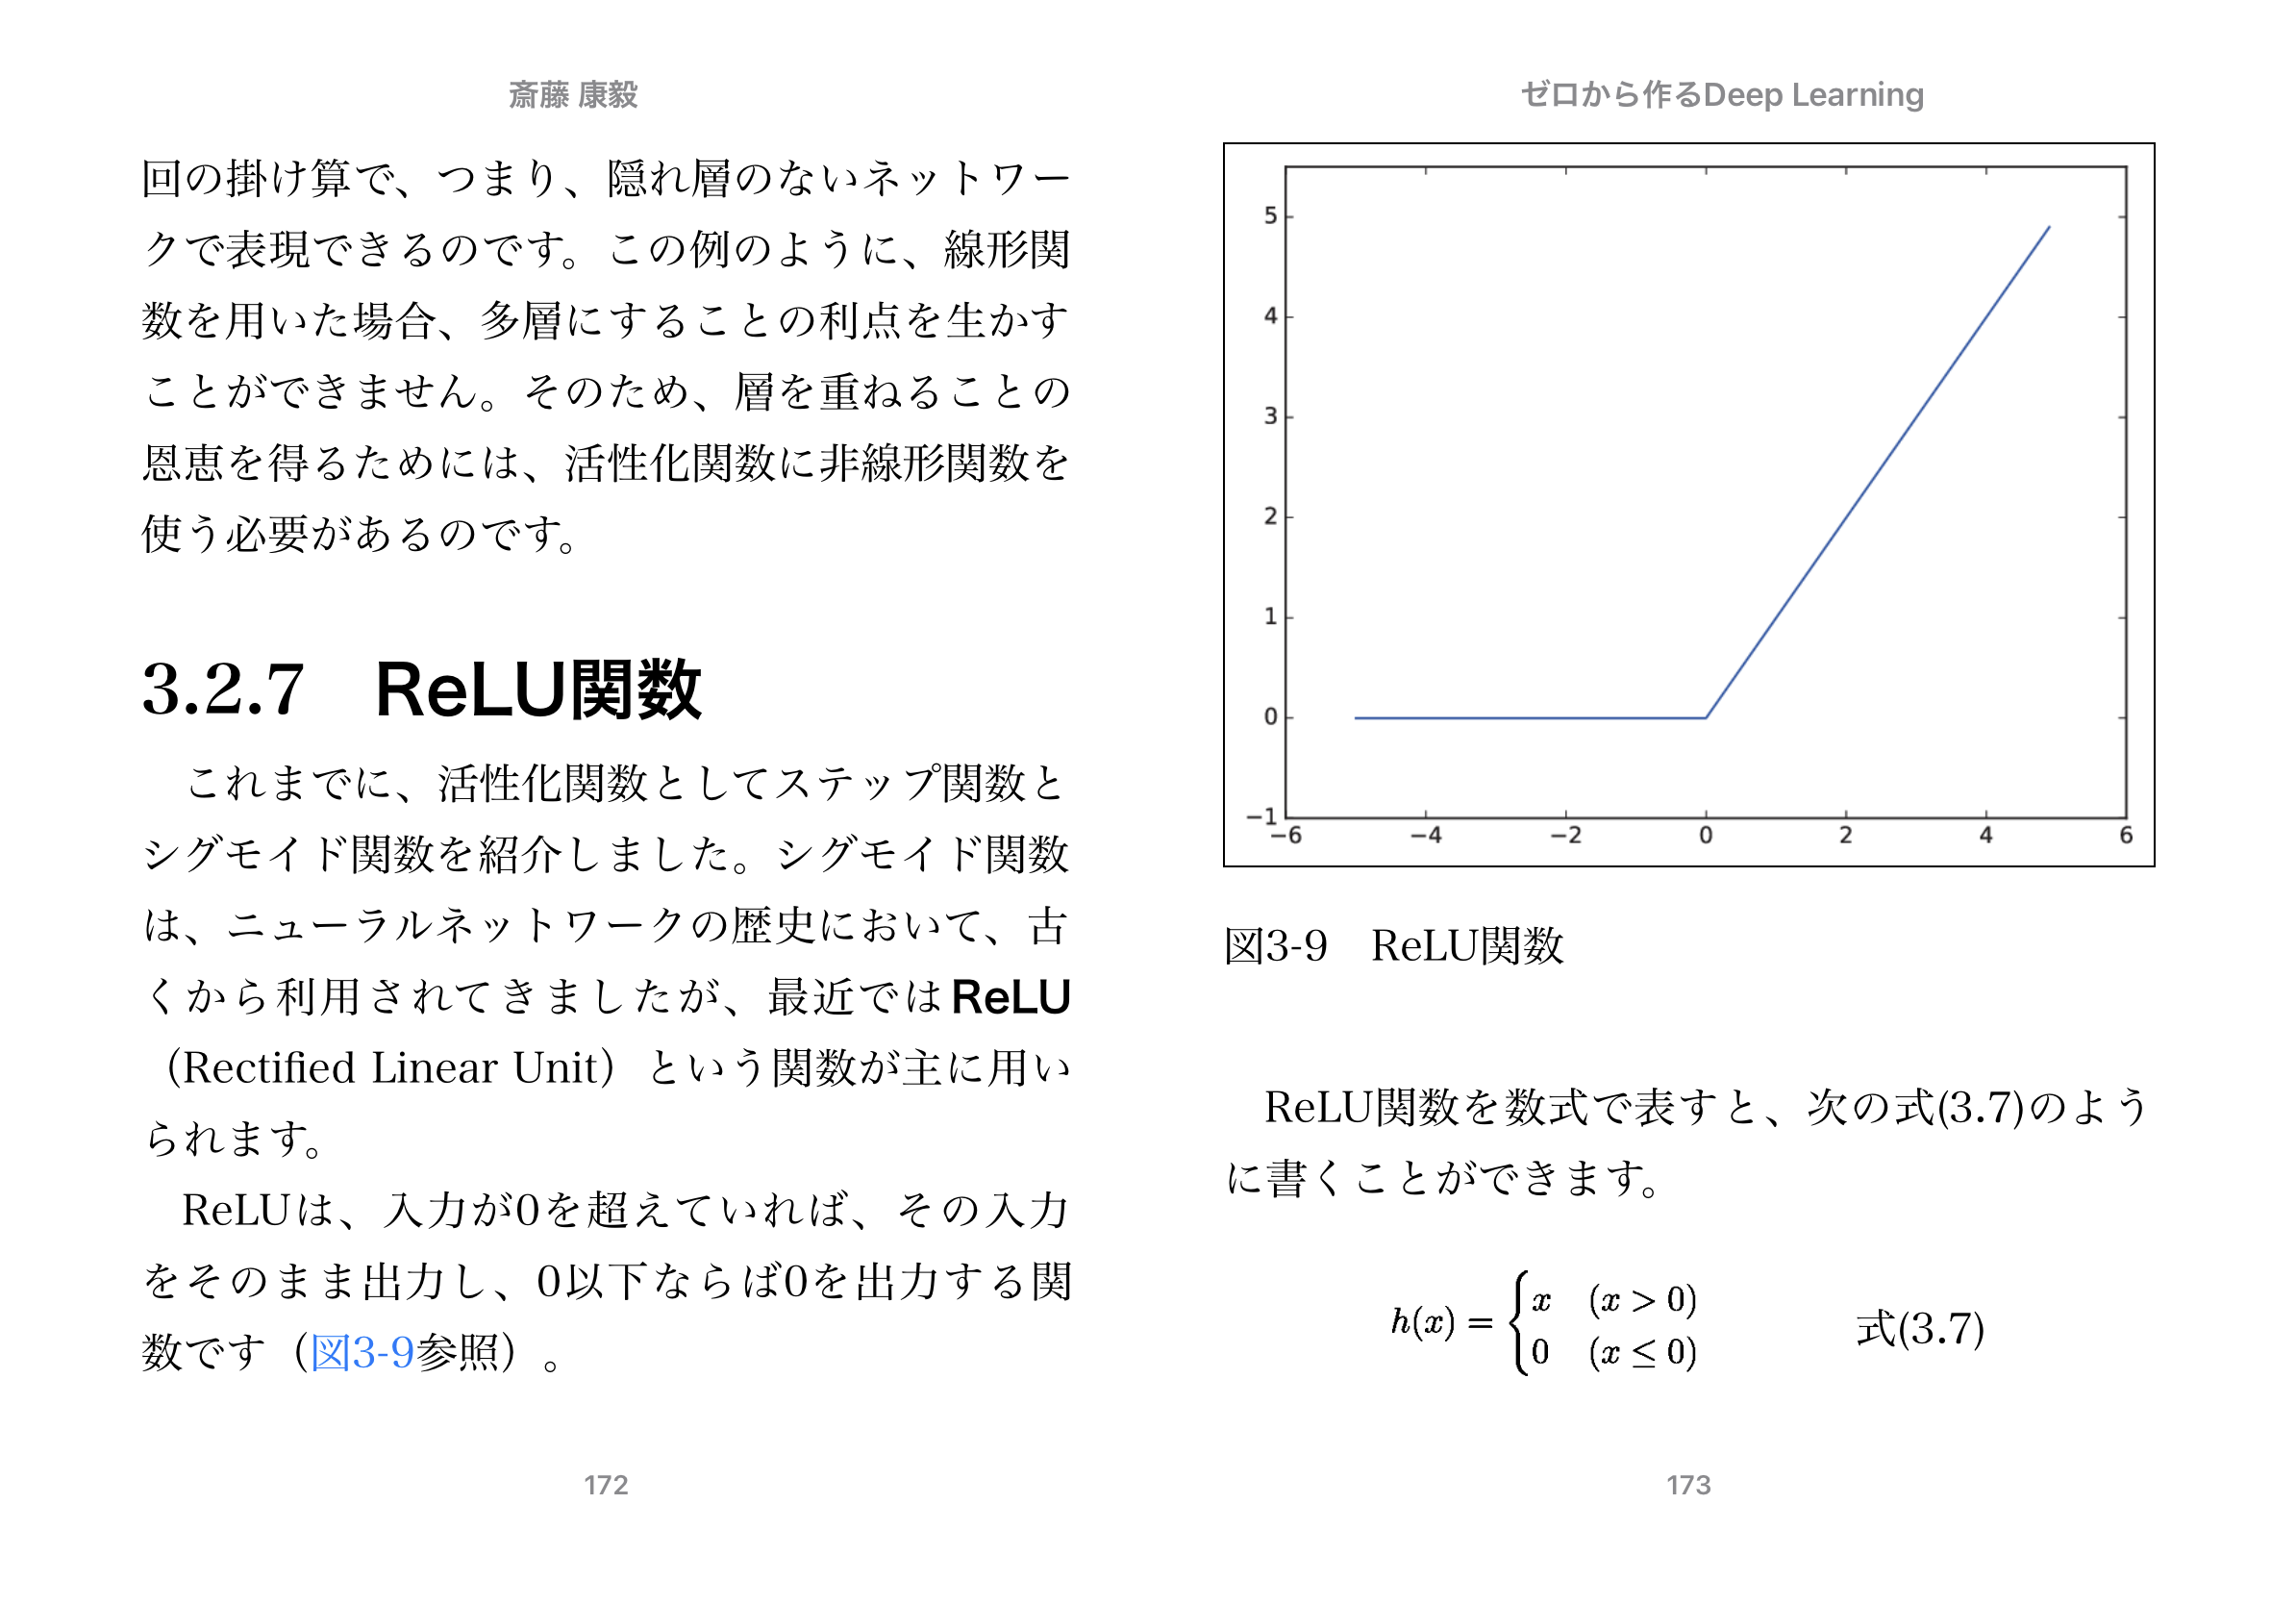 斎藤 康毅
回の掛け算で、つまり、隠れ層のないネットワー
クで表現できるのです。この例のように、線形関
数を用いた場合、多層にすることの利点を生かす
ことができません。そのため、層を重ねることの
恩恵を得るためには、活性化関数に非線形関数を
使う必要があるのです。
3.2.7　ReLU関数
これまでに、活性化関数としてステップ関数と
シグモイド関数を紹介しました。シグモイド関数
は、ニューラルネットワークの歴史において、古
くから利用されてきましたが、最近ではReLU
（Rectified Linear Unit）という関数が主に用い
られます。
ReLUは、入力が0を超えていれば、その入力
をそのまま出力し、0以下ならば0を出力する関
数です（図3-9参照）。
172
ゼロから作るDeep Learning
5
4
3
2
1
0
−1
−6 −4 −2 0 2 4 6
図3-9　ReLU関数
ReLU関数を数式で表すと、次の式(3.7)のよう
に書くことができます。
h(x) = { x (x > 0)
0 (x ≤ 0)
式(3.7)
173